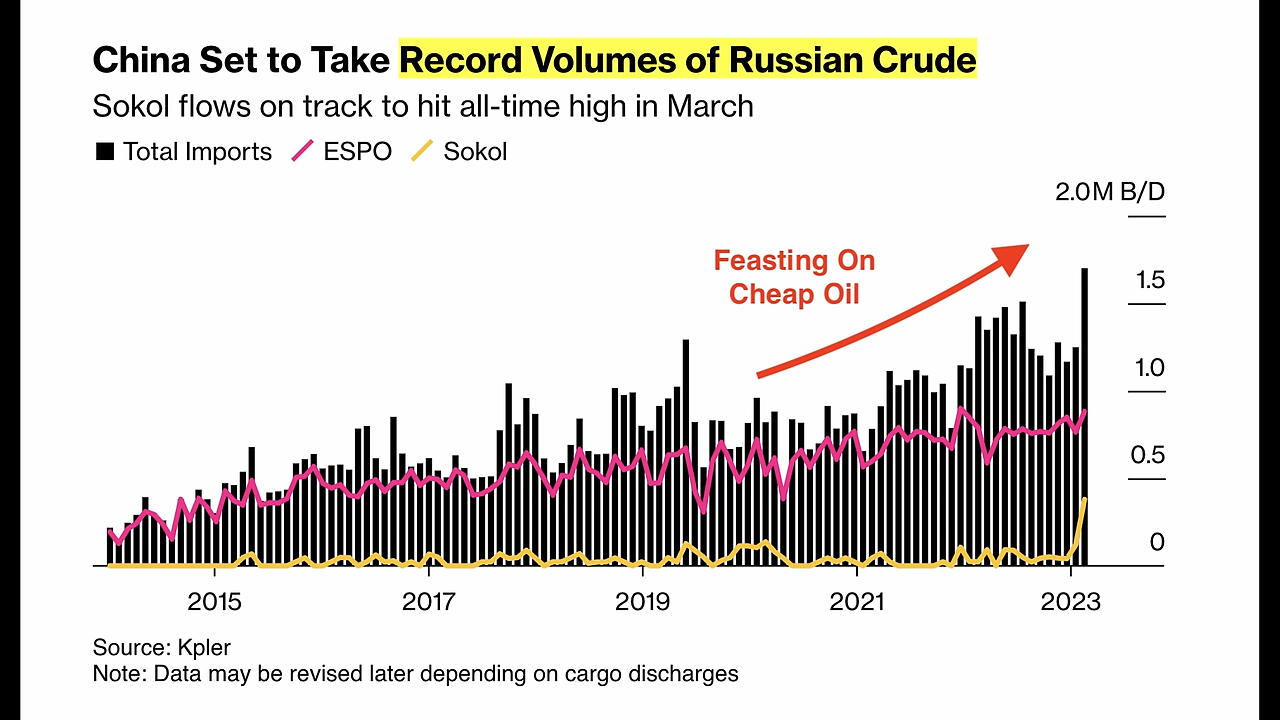 China Set to Take Record Volumes of Russian Crude
Sokol flows on track to hit all-time high in March
Total Imports ESPO Sokol
2.0M B/D
Feasting On
Cheap Oil
1.5
1.0
0.5
0
2015 2017 2019 2021 2023
Source: Kpler
Note: Data may be revised later depending on cargo discharges